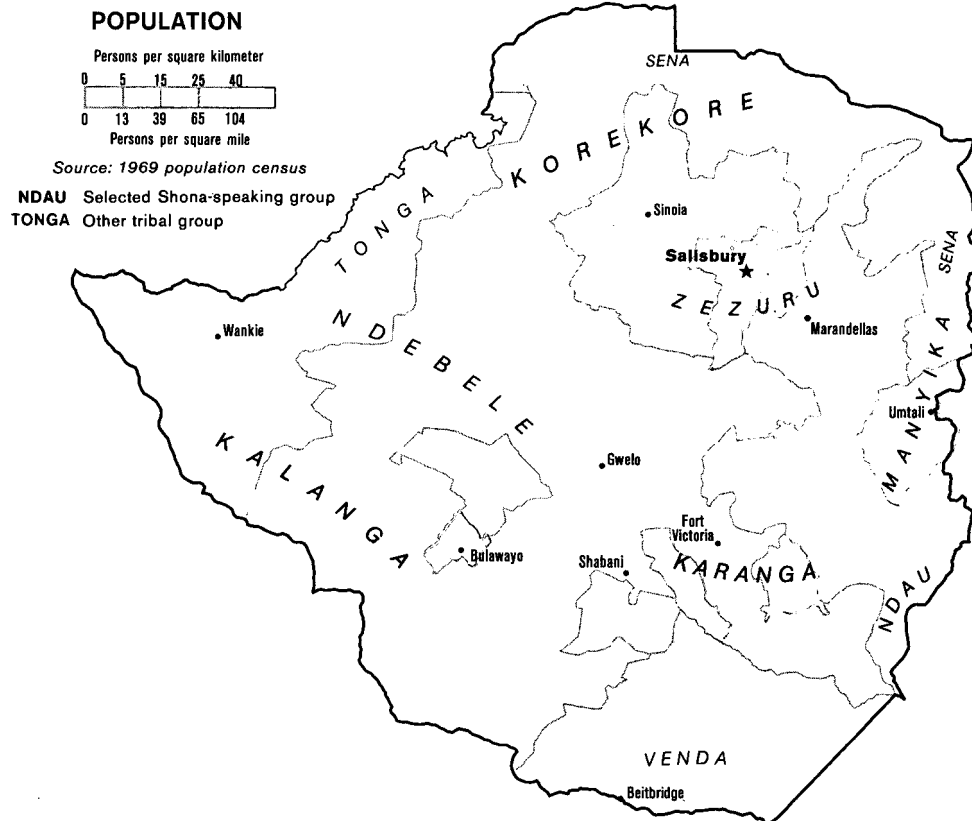 POPULATION
Persons per square kilometer
0 5 15 25 40
0 13 39 65 104
Persons per square mile
Source: 1969 population census
NDAU Selected Shona-speaking group
TONGA Other tribal group
SENA
KOREKORE
TONGA
Sinoia
Salisbury
SENA
ZEZURU
Marandellas
Wankie
NDEBELE
MANYIKA
Umtali
KALANGA
Gwelo
Fort
Victoria
Bulawayo
Shabani
KARANGA
NDAU
VENDA
Beitbridge